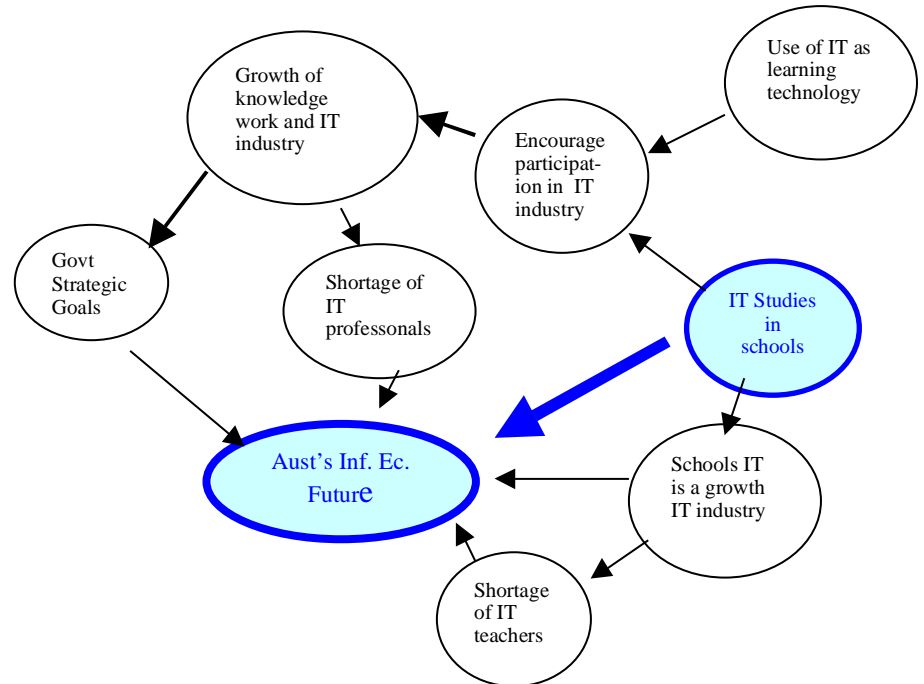 Use of IT as
learning
technology
Growth of
knowledge
work and IT
industry
Encourage
participat-
ion in IT
industry
Govt
Strategic
Goals
Shortage of
IT
professonals
IT Studies
in
schools
Aust's Inf. Ec.
Future
Schools IT
is a growth
IT industry
Shortage
of IT
teachers